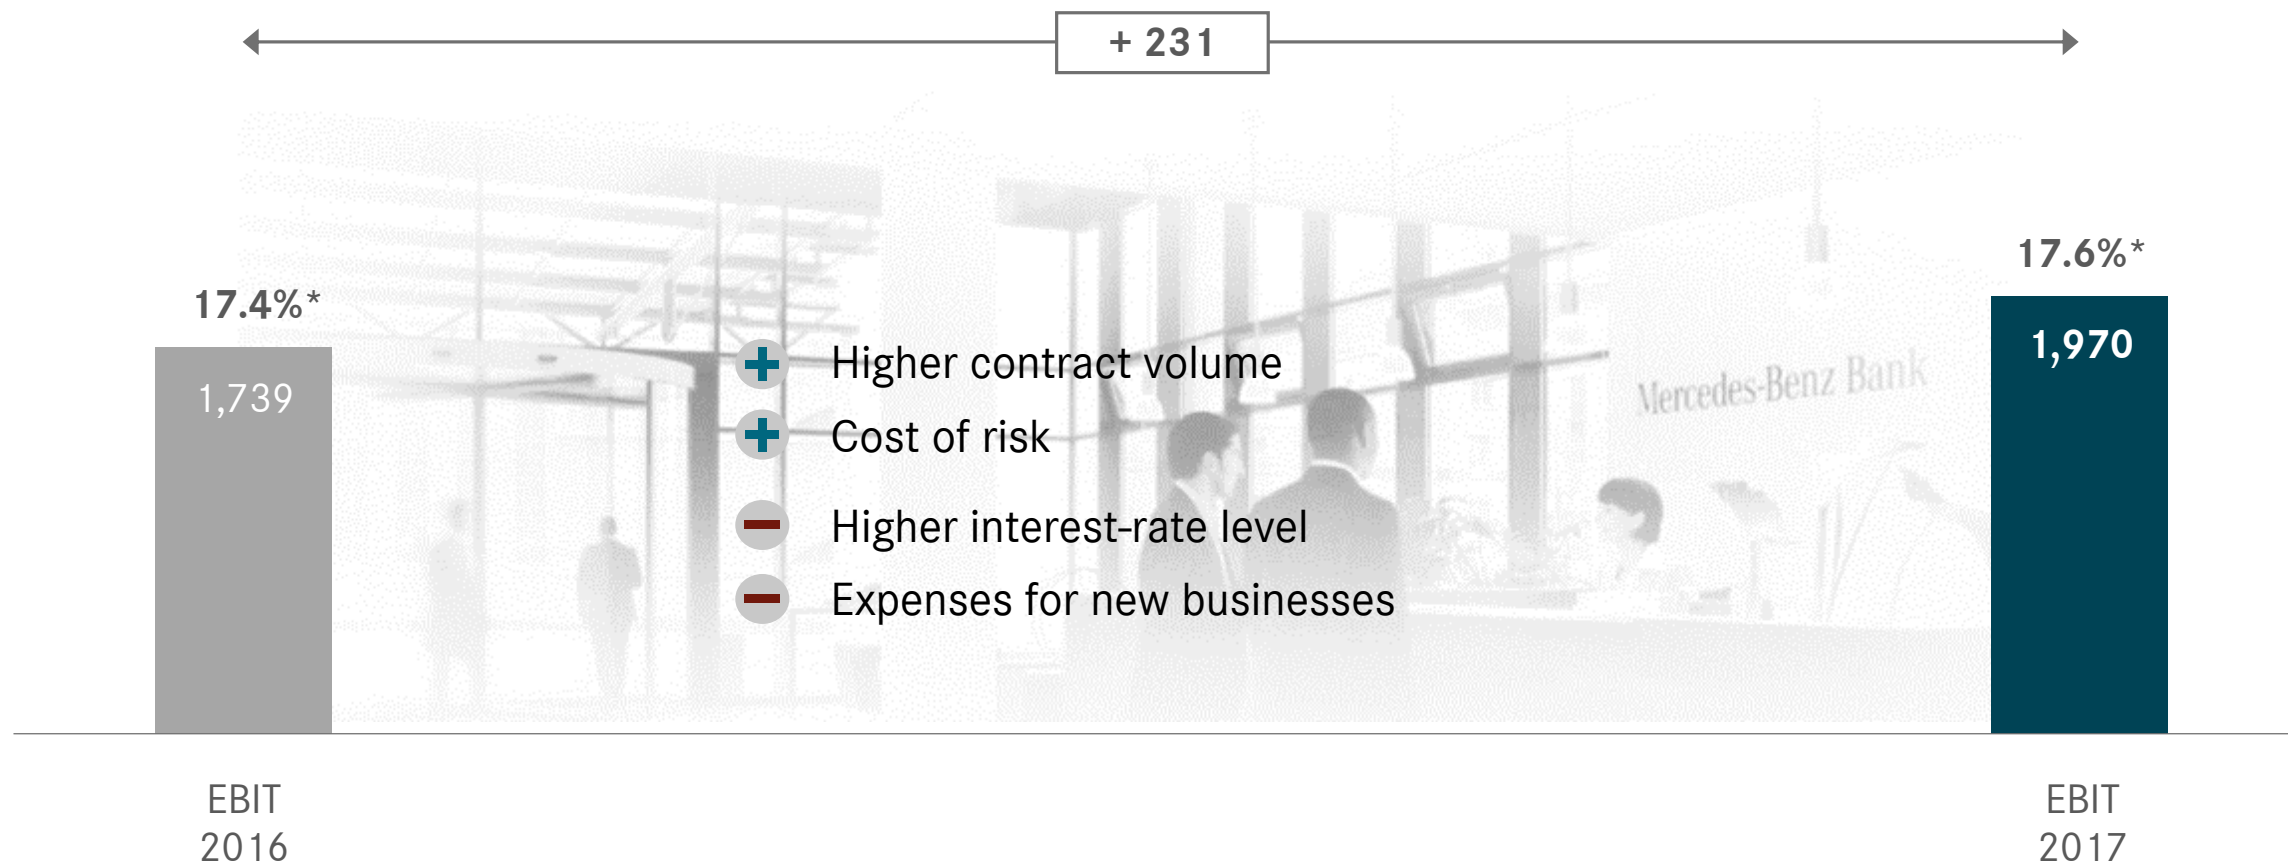 + 231
17.6%*
17.4%*
1,970
1,739
Higher contract volume
Cost of risk
Higher interest-rate level
Expenses for new businesses
Mercedes-Benz Bank
EBIT
2016
EBIT
2017